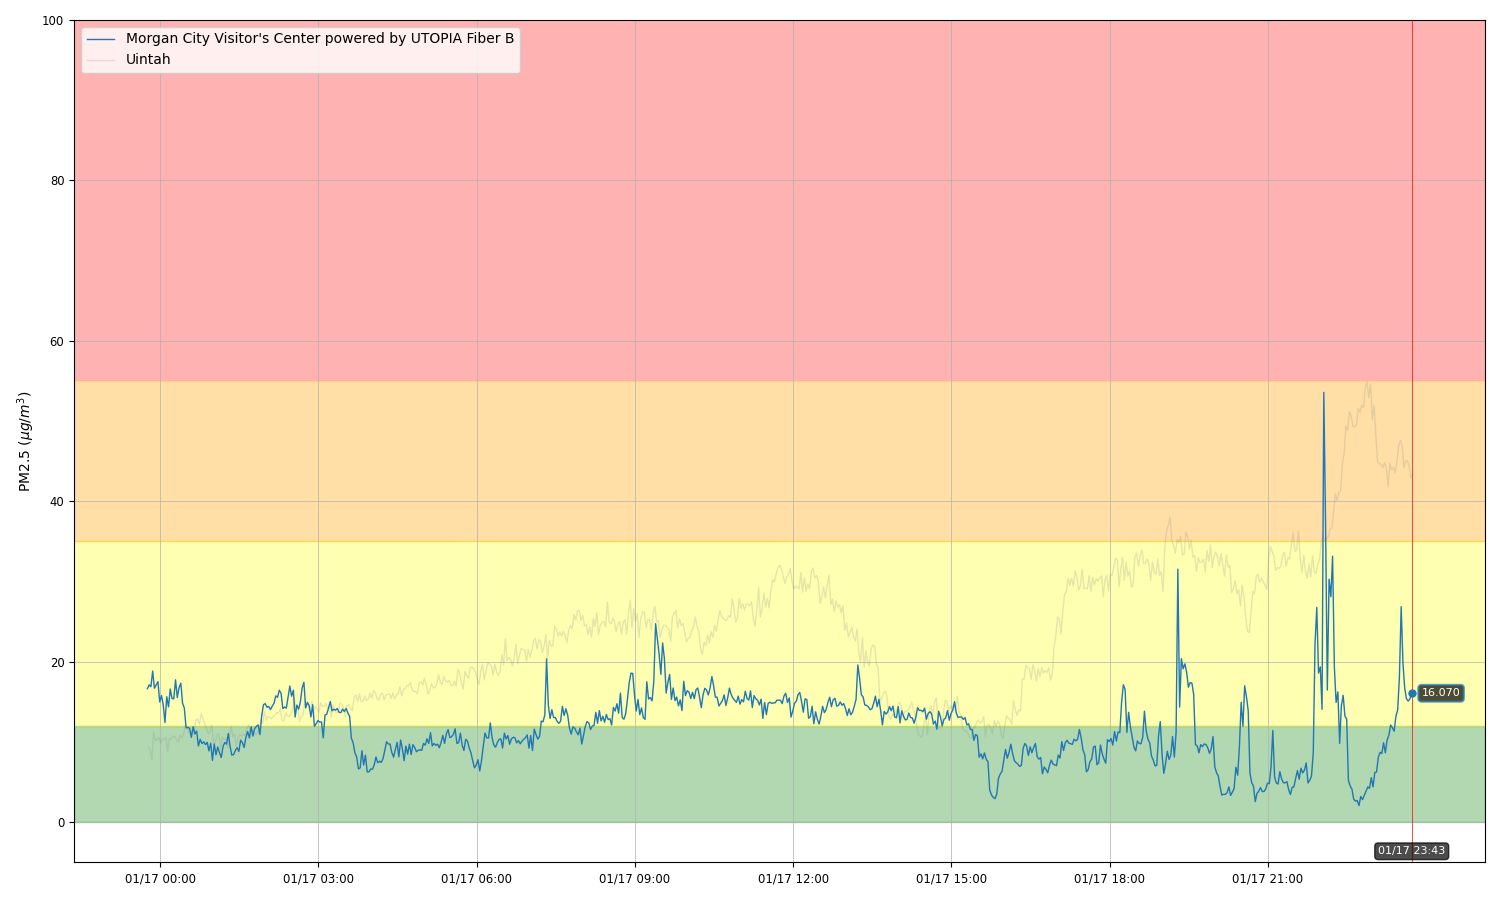 100
Morgan City Visitor's Center powered by UTOPIA Fiber B
Uintah
80
60
PM2.5 (μg/m³)
40
20
16.070
0
01/17 23:43
01/17 00:00 01/17 03:00 01/17 06:00 01/17 09:00 01/17 12:00 01/17 15:00 01/17 18:00 01/17 21:00